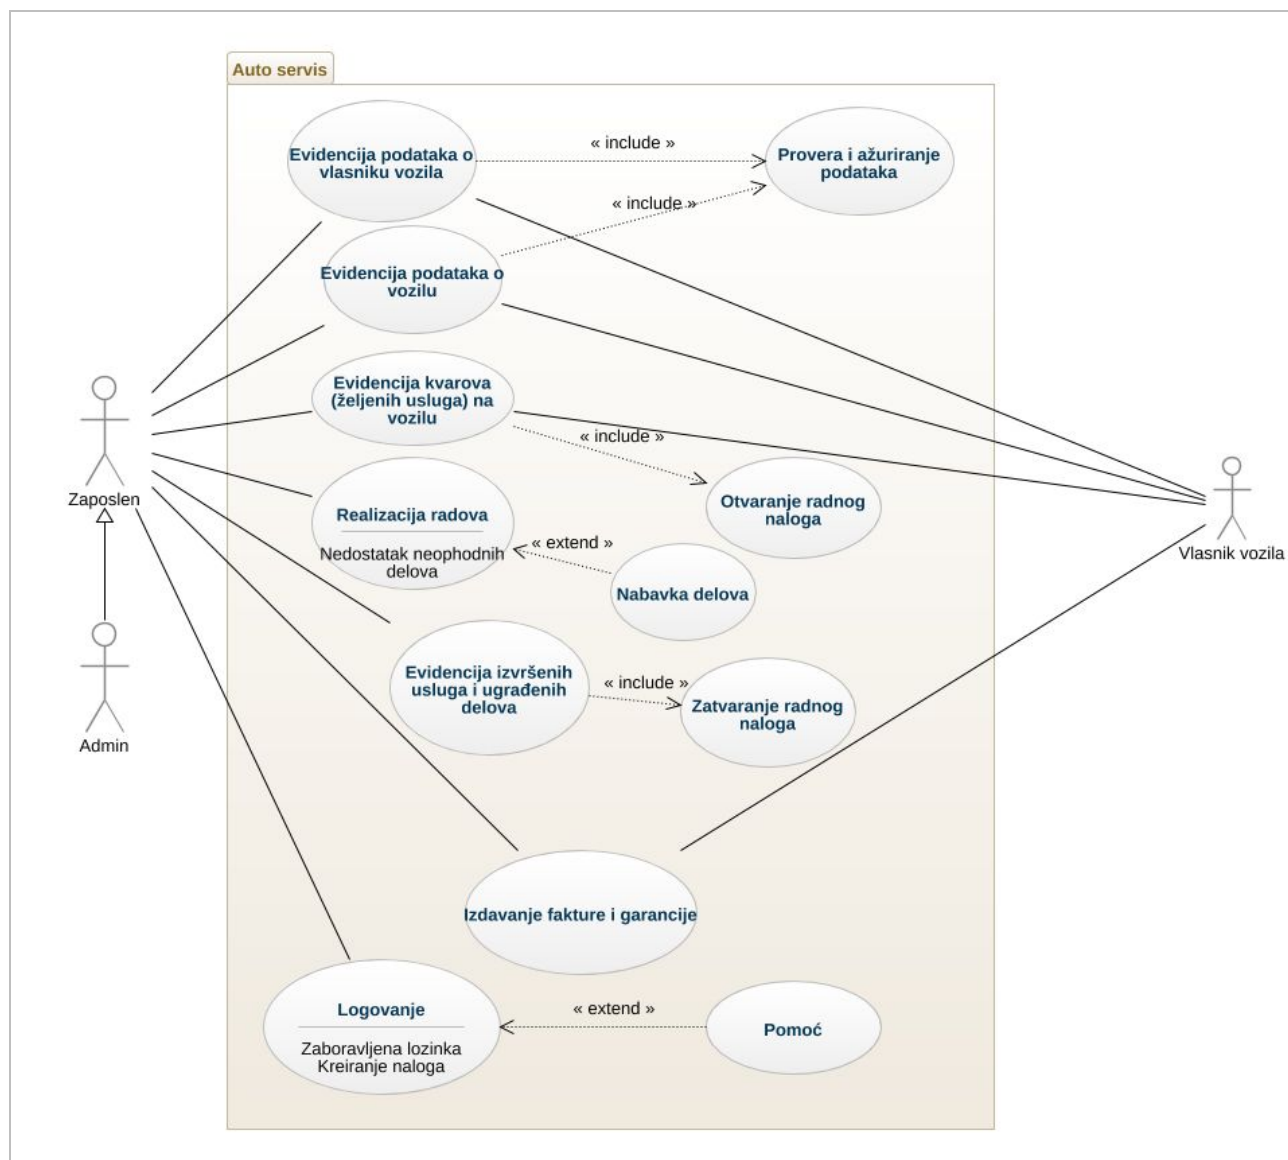 Auto servis
Evidencija podataka o
vlasniku vozila
« include »
Provera i ažuriranje
podataka
« include »
Evidencija podataka o
vozilu
Evidencija kvarova
(željenih usluga) na
vozilu
« include »
Zaposlen
Otvaranje radnog
naloga
Realizacija radova
Nedostatak neophodnih
delova
« extend »
Nabavka delova
Vlasnik vozila
Evidencija izvršenih
usluga i ugrađenih
delova
« include »
Zatvaranje radnog
naloga
Admin
Izdavanje fakture i garancije
Logovanje
Zaboravljena lozinka
Kreiranje naloga
« extend »
Pomoć